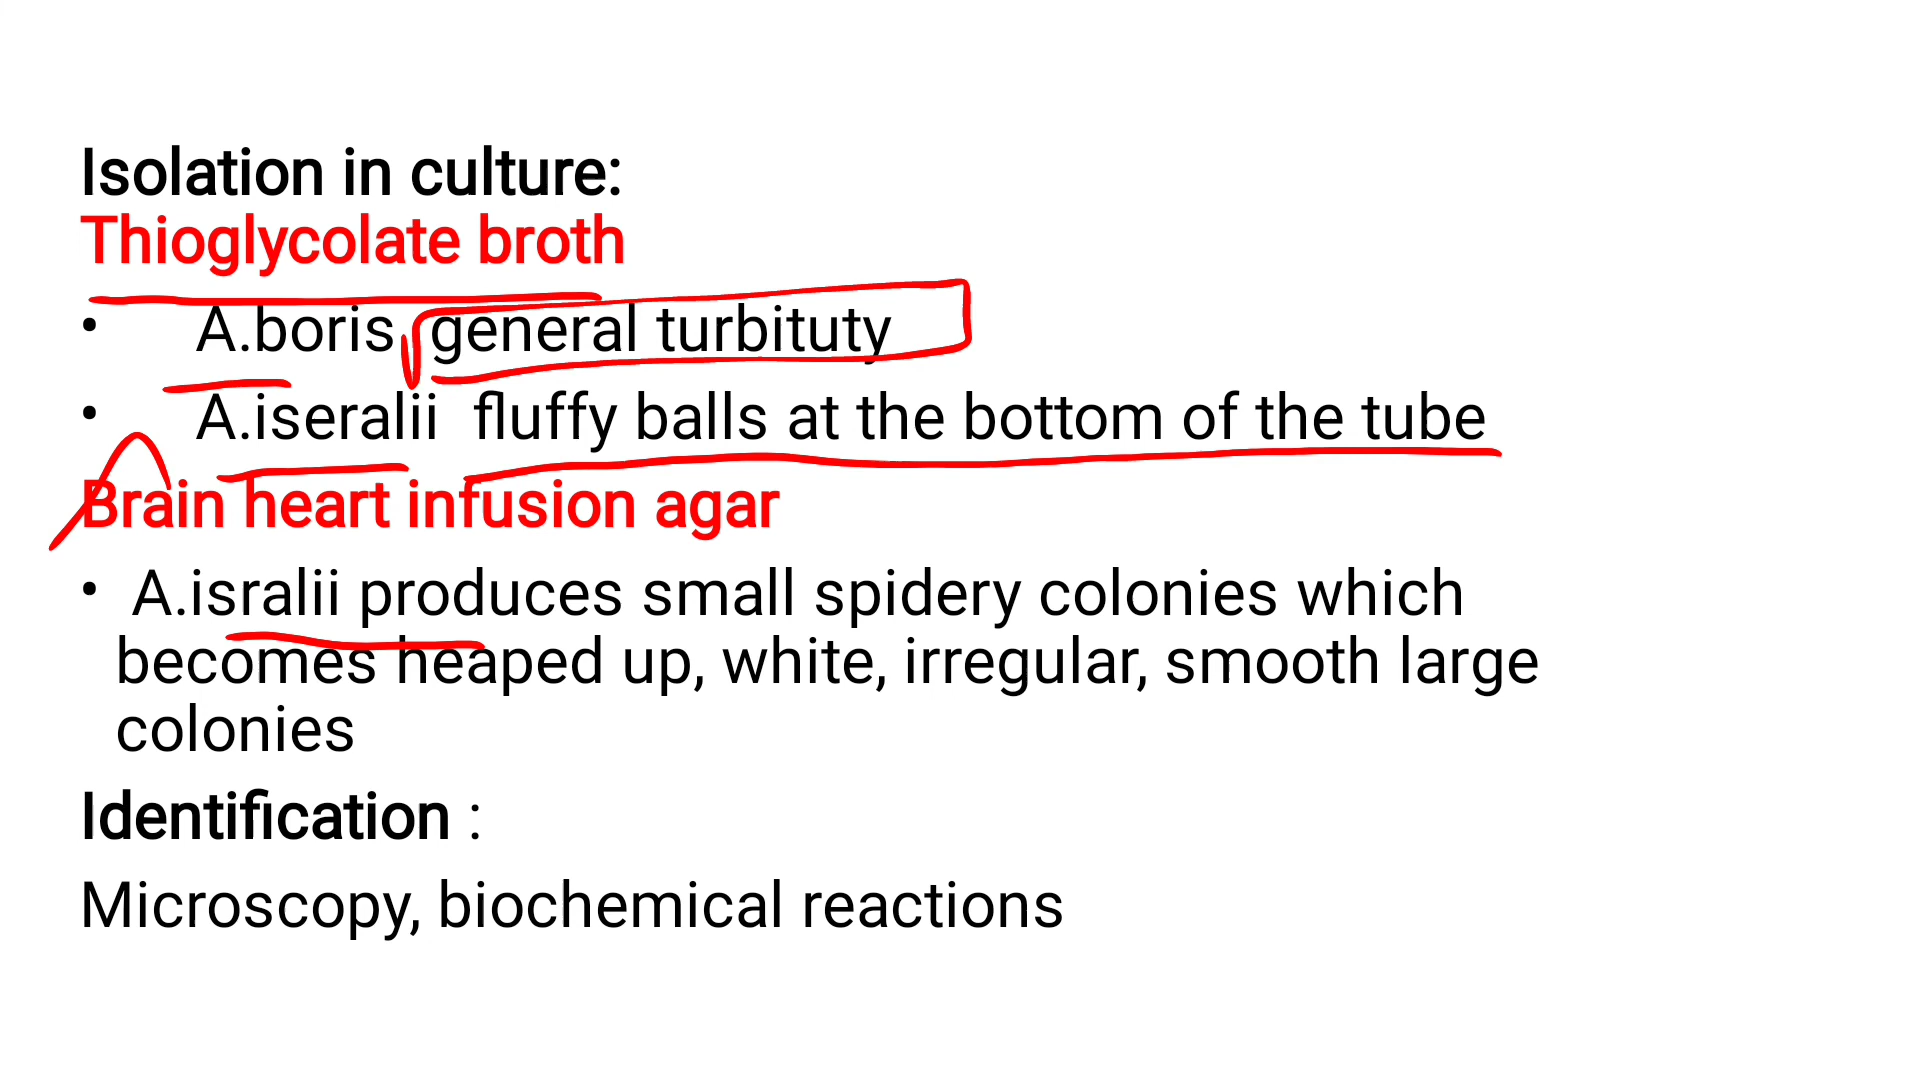 Isolation in culture:
Thioglycolate broth
• A.boris general turbituty
• A.iseralii fluffy balls at the bottom of the tube
Brain heart infusion agar
• A.isralii produces small spidery colonies which
becomes heaped up, white, irregular, smooth large
colonies
Identification :
Microscopy, biochemical reactions